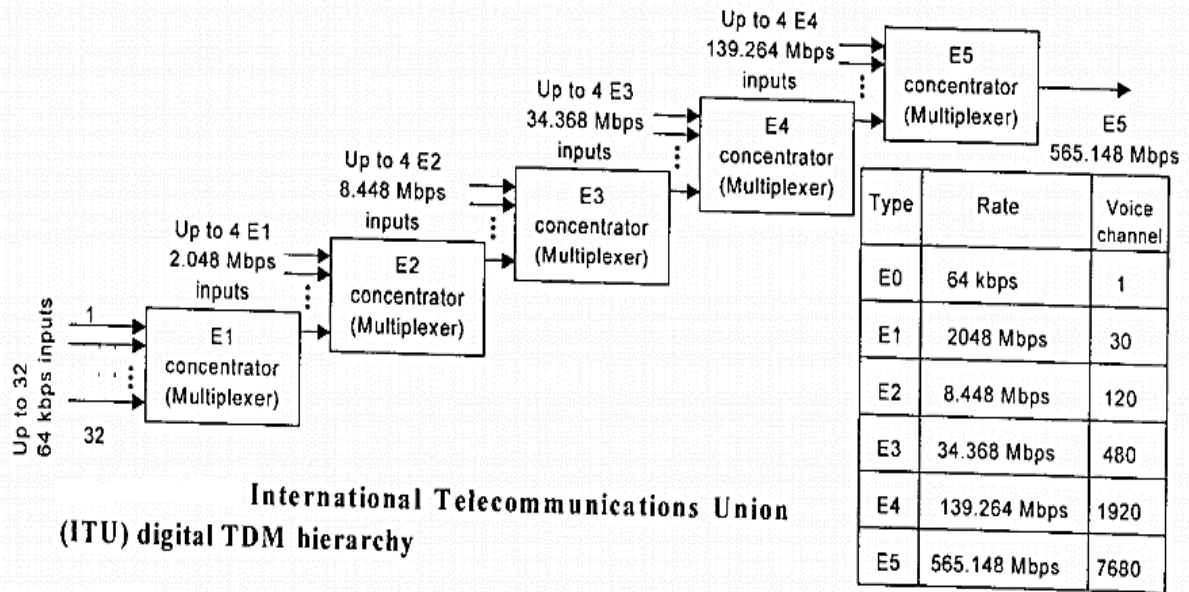 Up to 4 E4
139.264 Mbps
inputs
E5
concentrator
(Multiplexer)
E5
565.148 Mbps
Up to 4 E3
34.368 Mbps
inputs
E4
concentrator
(Multiplexer)
Up to 4 E2
8.448 Mbps
inputs
E3
concentrator
(Multiplexer)
Up to 4 E1
2.048 Mbps
inputs
E2
concentrator
(Multiplexer)
Up to 32
64 kbps inputs
1
32
E1
concentrator
(Multiplexer)
Type Rate Voice
channel
E0 64 kbps 1
E1 2048 Mbps 30
E2 8.448 Mbps 120
E3 34.368 Mbps 480
E4 139.264 Mbps 1920
E5 565.148 Mbps 7680
International Telecommunications Union
(ITU) digital TDM hierarchy